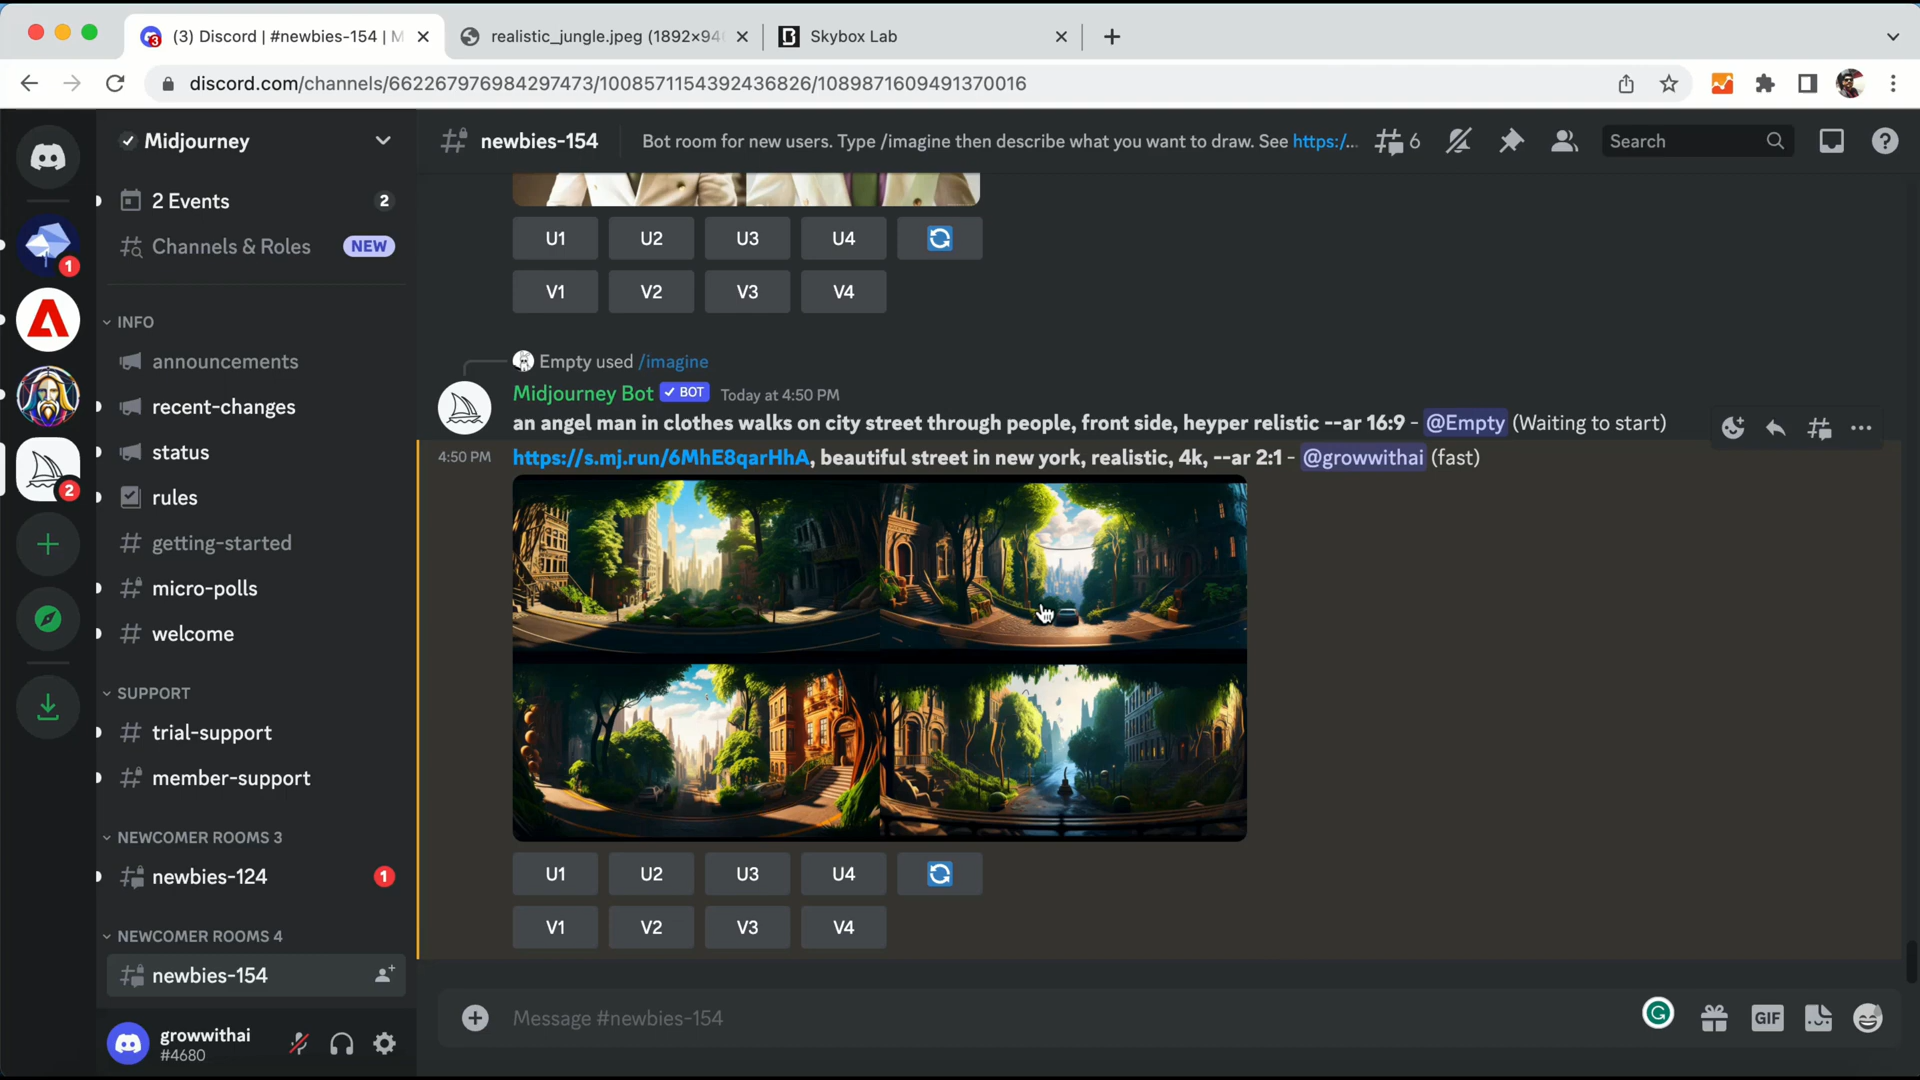 (3) Discord | #newbies-154 | M
realistic_jungle.jpeg (1892×94
Skybox Lab
discord.com/channels/662267976984297473/1008571154392436826/1089871609491370016
Midjourney
newbies-154
Bot room for new users. Type /imagine then describe what you want to draw. See https:/...
6
Search
2 Events
2
Channels & Roles
NEW
1
INFO
announcements
recent-changes
status
2
rules
getting-started
micro-polls
welcome
SUPPORT
trial-support
member-support
NEWCOMER ROOMS 3
newbies-124
1
NEWCOMER ROOMS 4
newbies-154
growwithai
#4680
U1 U2 U3 U4
V1 V2 V3 V4
Empty used /imagine
Midjourney Bot ✓ BOT Today at 4:50 PM
an angel man in clothes walks on city street through people, front side, heyper relistic --ar 16:9 - @Empty (Waiting to start)
4:50 PM https://s.mj.run/6MhE8qarHhA, beautiful street in new york, realistic, 4k, --ar 2:1 - @growwithai (fast)
U1 U2 U3 U4
V1 V2 V3 V4
Message #newbies-154
GIF